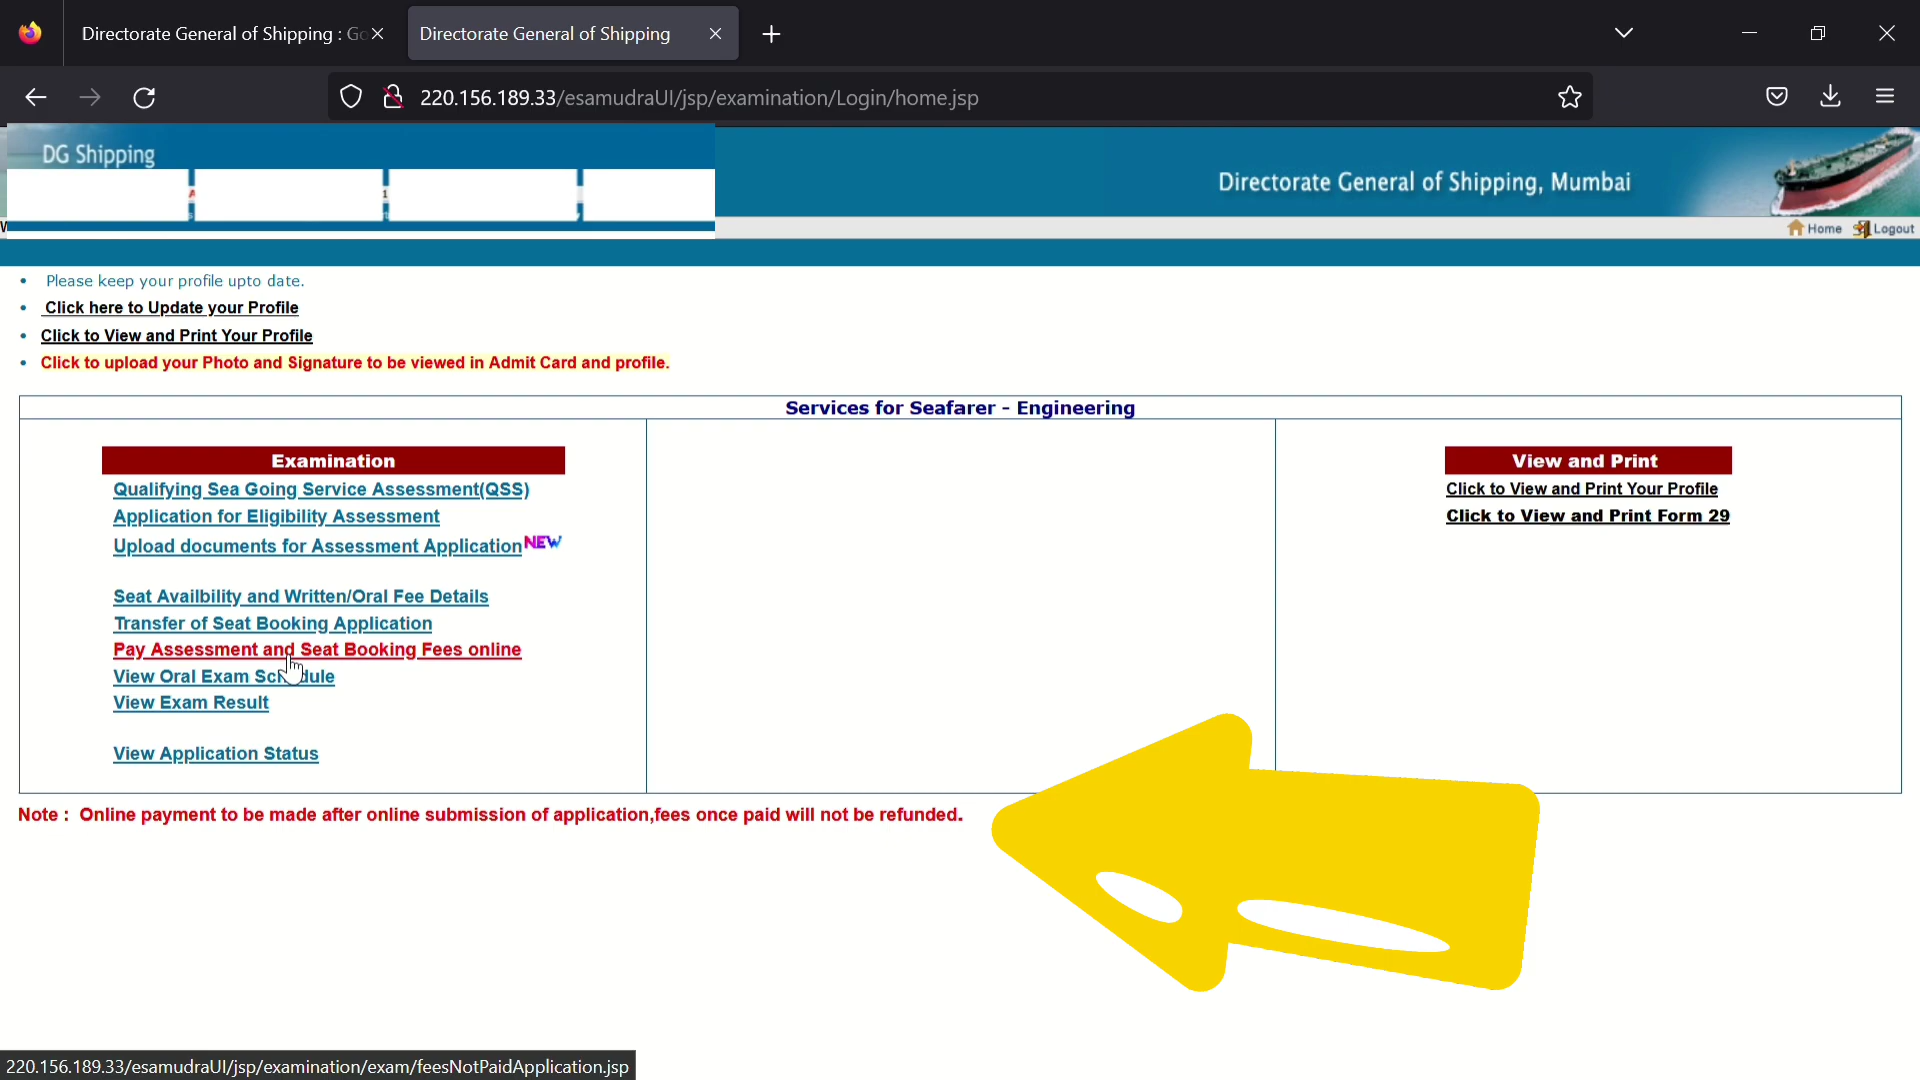 Directorate General of Shipping : Go
Directorate General of Shipping
220.156.189.33/esamudraUI/jsp/examination/Login/home.jsp
DG Shipping
Directorate General of Shipping, Mumbai
Home
Logout
Please keep your profile upto date.
Click here to Update your Profile
Click to View and Print Your Profile
Click to upload your Photo and Signature to be viewed in Admit Card and profile.
Services for Seafarer - Engineering
Examination
Qualifying Sea Going Service Assessment(QSS)
Application for Eligibility Assessment
Upload documents for Assessment Application NEW
Seat Availbility and Written/Oral Fee Details
Transfer of Seat Booking Application
Pay Assessment and Seat Booking Fees online
View Oral Exam Schedule
View Exam Result
View Application Status
View and Print
Click to View and Print Your Profile
Click to View and Print Form 29
Note : Online payment to be made after online submission of application,fees once paid will not be refunded.
220.156.189.33/esamudraUI/jsp/examination/exam/feesNotPaidApplication.jsp